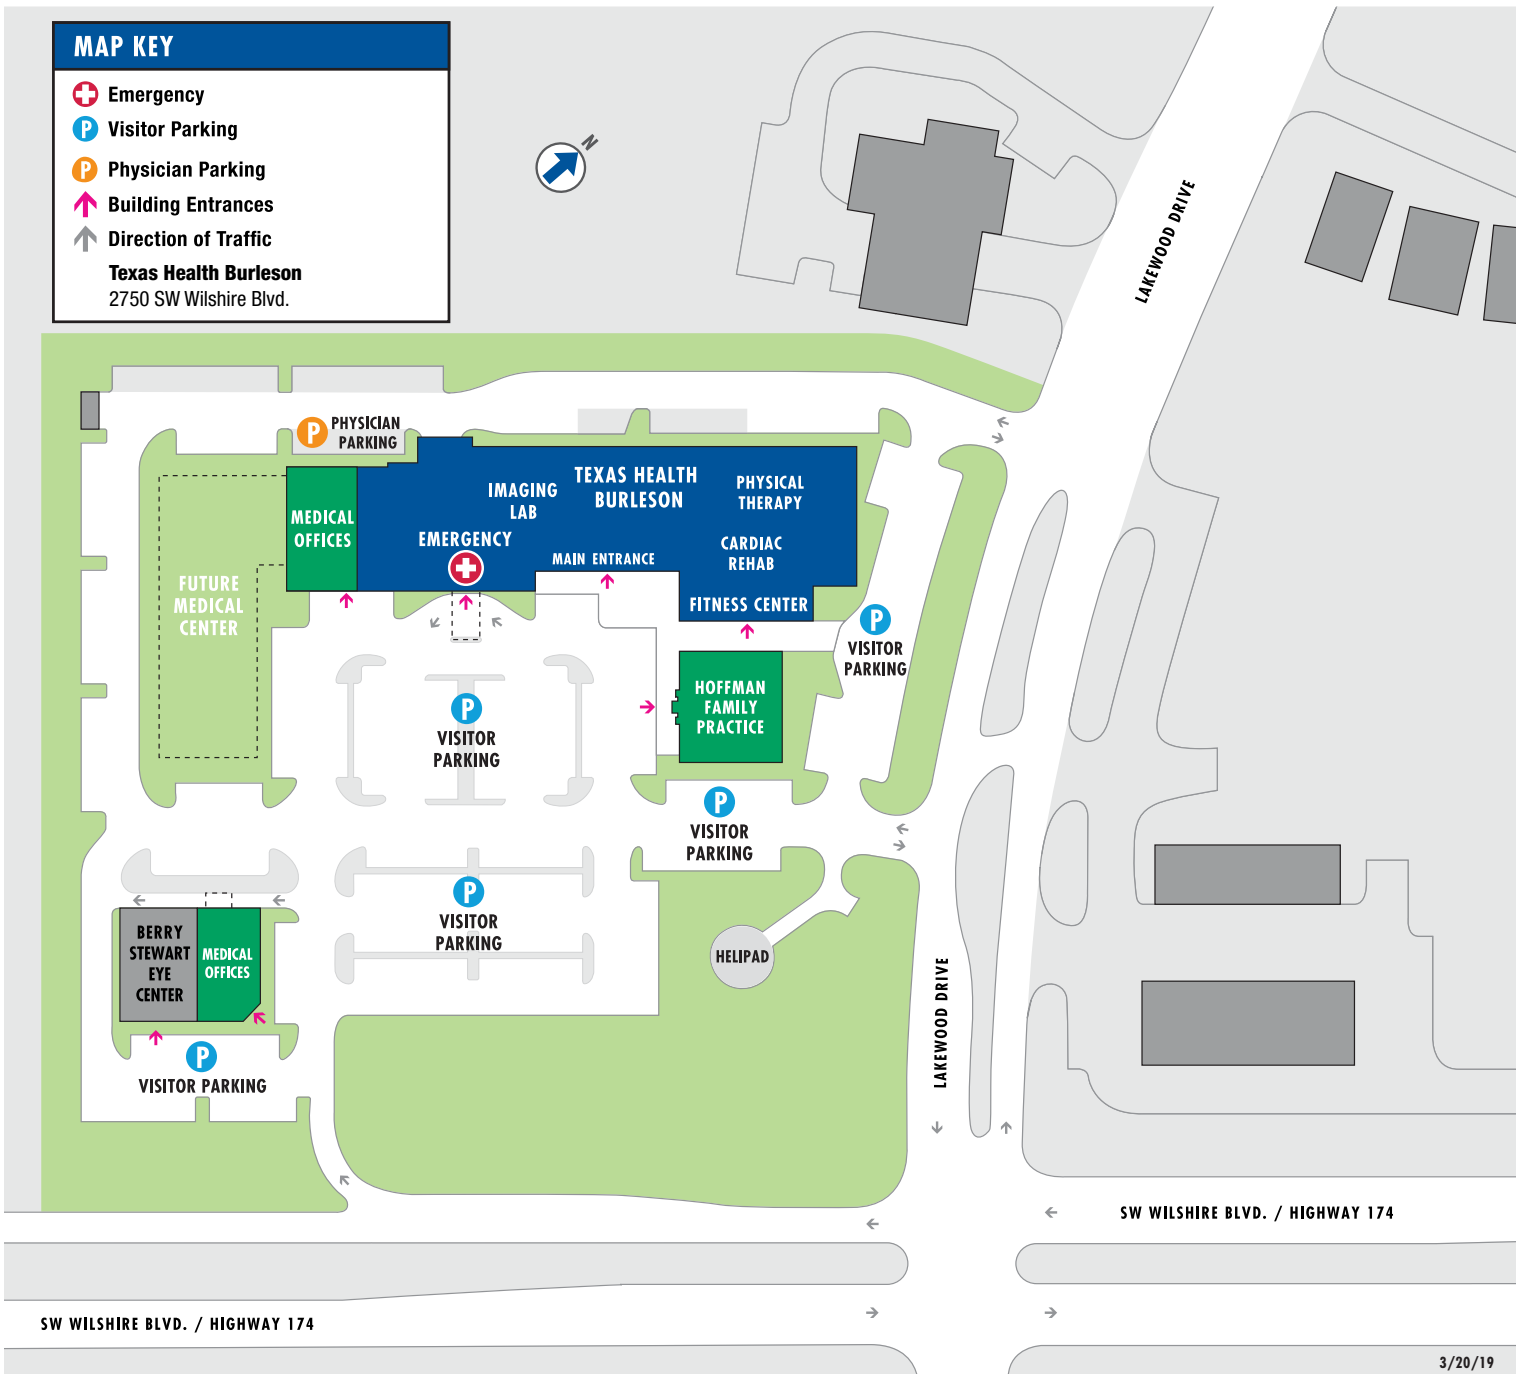 MAP KEY
Emergency
P Visitor Parking
P Physician Parking
Building Entrances
Direction of Traffic
Texas Health Burleson
2750 SW Wilshire Blvd.
N
LAKEWOOD DRIVE
P PHYSICIAN
PARKING
TEXAS HEALTH
BURLESON
IMAGING
LAB
PHYSICAL
THERAPY
MEDICAL
OFFICES
EMERGENCY
MAIN ENTRANCE
CARDIAC
REHAB
FITNESS CENTER
FUTURE
MEDICAL
CENTER
P
VISITOR
PARKING
HOFFMAN
FAMILY
PRACTICE
P
VISITOR
PARKING
P
VISITOR
PARKING
P
VISITOR
PARKING
BERRY
STEWART
EYE
CENTER
MEDICAL
OFFICES
HELIPAD
LAKEWOOD DRIVE
P
VISITOR PARKING
SW WILSHIRE BLVD. / HIGHWAY 174
SW WILSHIRE BLVD. / HIGHWAY 174
3/20/19